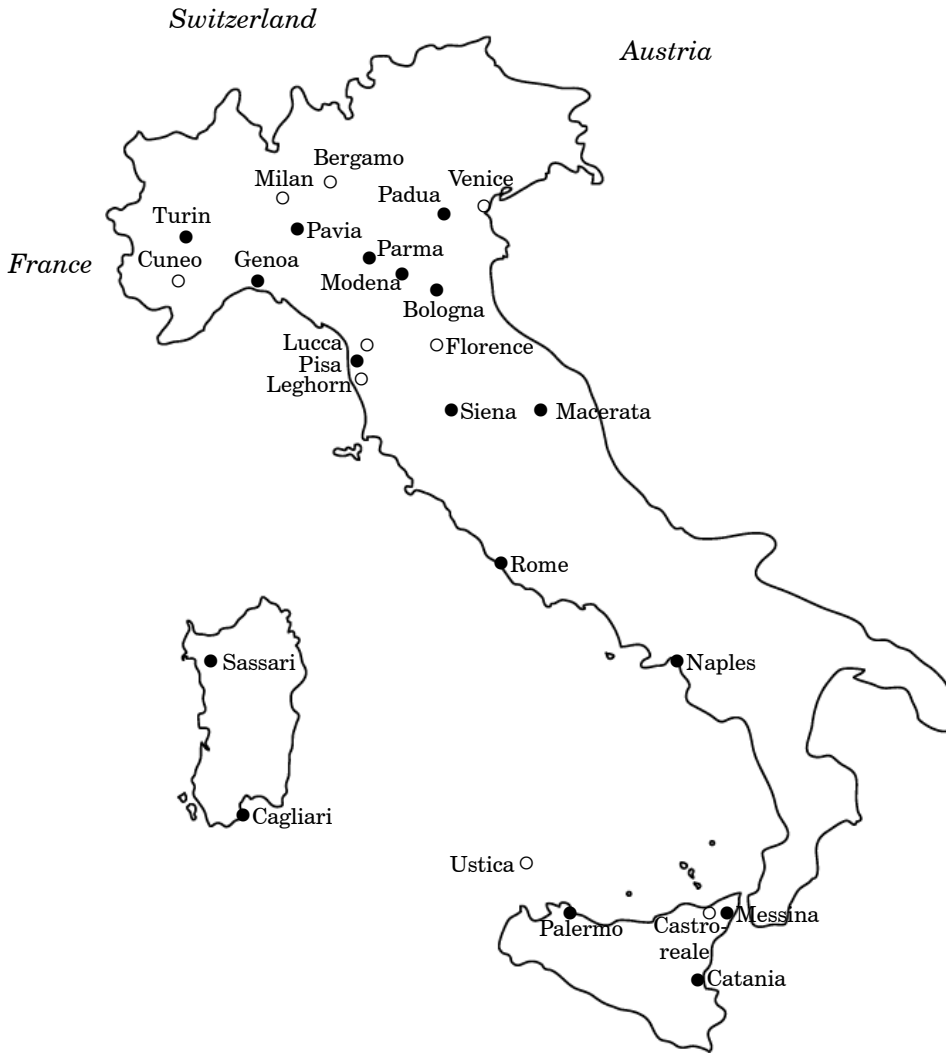 Switzerland
Austria
Bergamo
Milan
Venice
Padua
Turin
Pavia
Parma
France
Cuneo
Genoa
Modena
Bologna
Lucca
Florence
Pisa
Leghorn
Siena
Macerata
Rome
Sassari
Naples
Cagliari
Ustica
Messina
Palermo
Castro-
reale
Catania